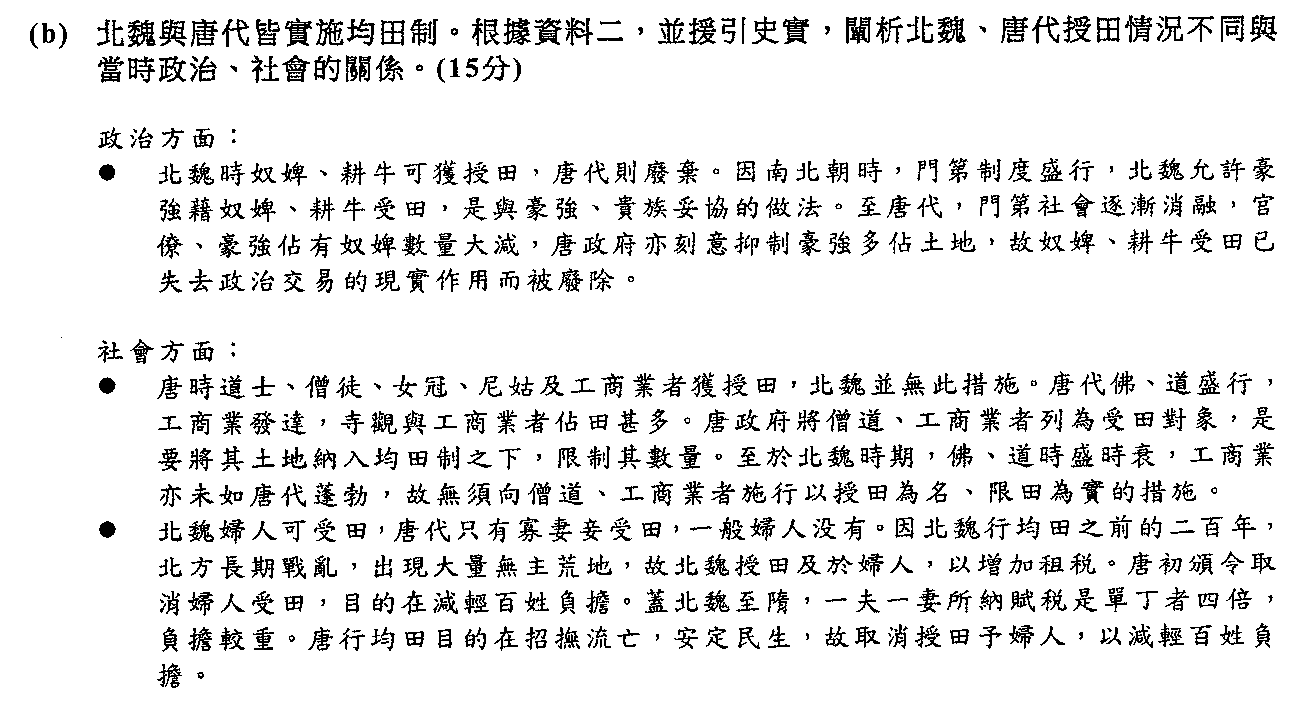 (b) 北魏與唐代皆實施均田制。根據資料二，並援引史實，闡析北魏、唐代授田情況不同與
當時政治、社會的關係。(15分)
政治方面：
● 北魏時奴婢、耕牛可獲授田，唐代則廢棄。因南北朝時，門第制度盛行，北魏允許豪
強藉奴婢、耕牛受田，是與豪強、貴族妥協的做法。至唐代，門第社會逐漸消融，官
僚、豪強佔有奴婢數量大減，唐政府亦刻意抑制豪強多佔土地，故奴婢、耕牛受田已
失去政治交易的現實作用而被廢除。
社會方面：
● 唐時道士、僧徒、女冠、尼姑及工商業者獲授田，北魏並無此措施。唐代佛、道盛行，
工商業發達，寺觀與工商業者佔田甚多。唐政府將僧道、工商業者列為受田對象，是
要將其土地納入均田制之下，限制其數量。至於北魏時期，佛、道時盛時衰，工商業
亦未如唐代蓬勃，故無須向僧道、工商業者施行以授田為名、限田為實的措施。
● 北魏婦人可受田，唐代只有寡妻妾受田，一般婦人沒有。因北魏行均田之前的二百年，
北方長期戰亂，出現大量無主荒地，故北魏授田及於婦人，以增加租稅。唐初頒令取
消婦人受田，目的在減輕百姓負擔。蓋北魏至隋，一夫一妻所納賦稅是單丁者四倍，
負擔較重。唐行均田目的在招撫流亡，安定民生，故取消授田予婦人，以減輕百姓負
擔。